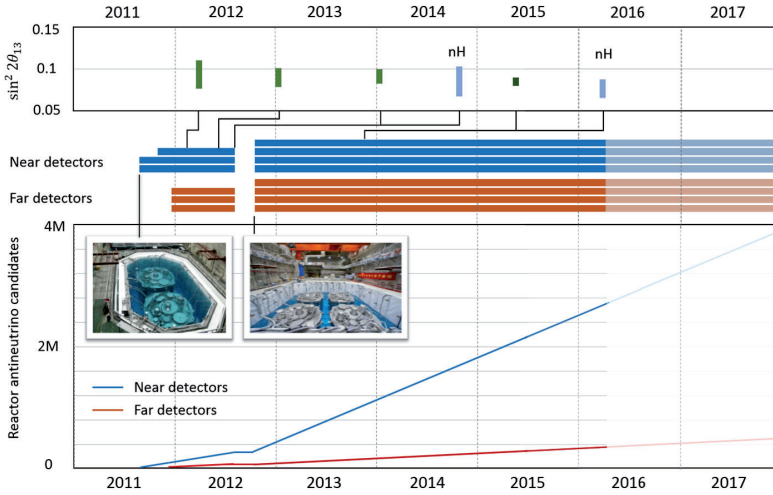 2011 2012 2013 2014 2015 2016 2017
0.15
0.1
0.05
sin² 2θ₁₃
nH
nH
Near detectors
Far detectors
4M
2M
0
Reactor antineutrino candidates
Near detectors
Far detectors
2011 2012 2013 2014 2015 2016 2017